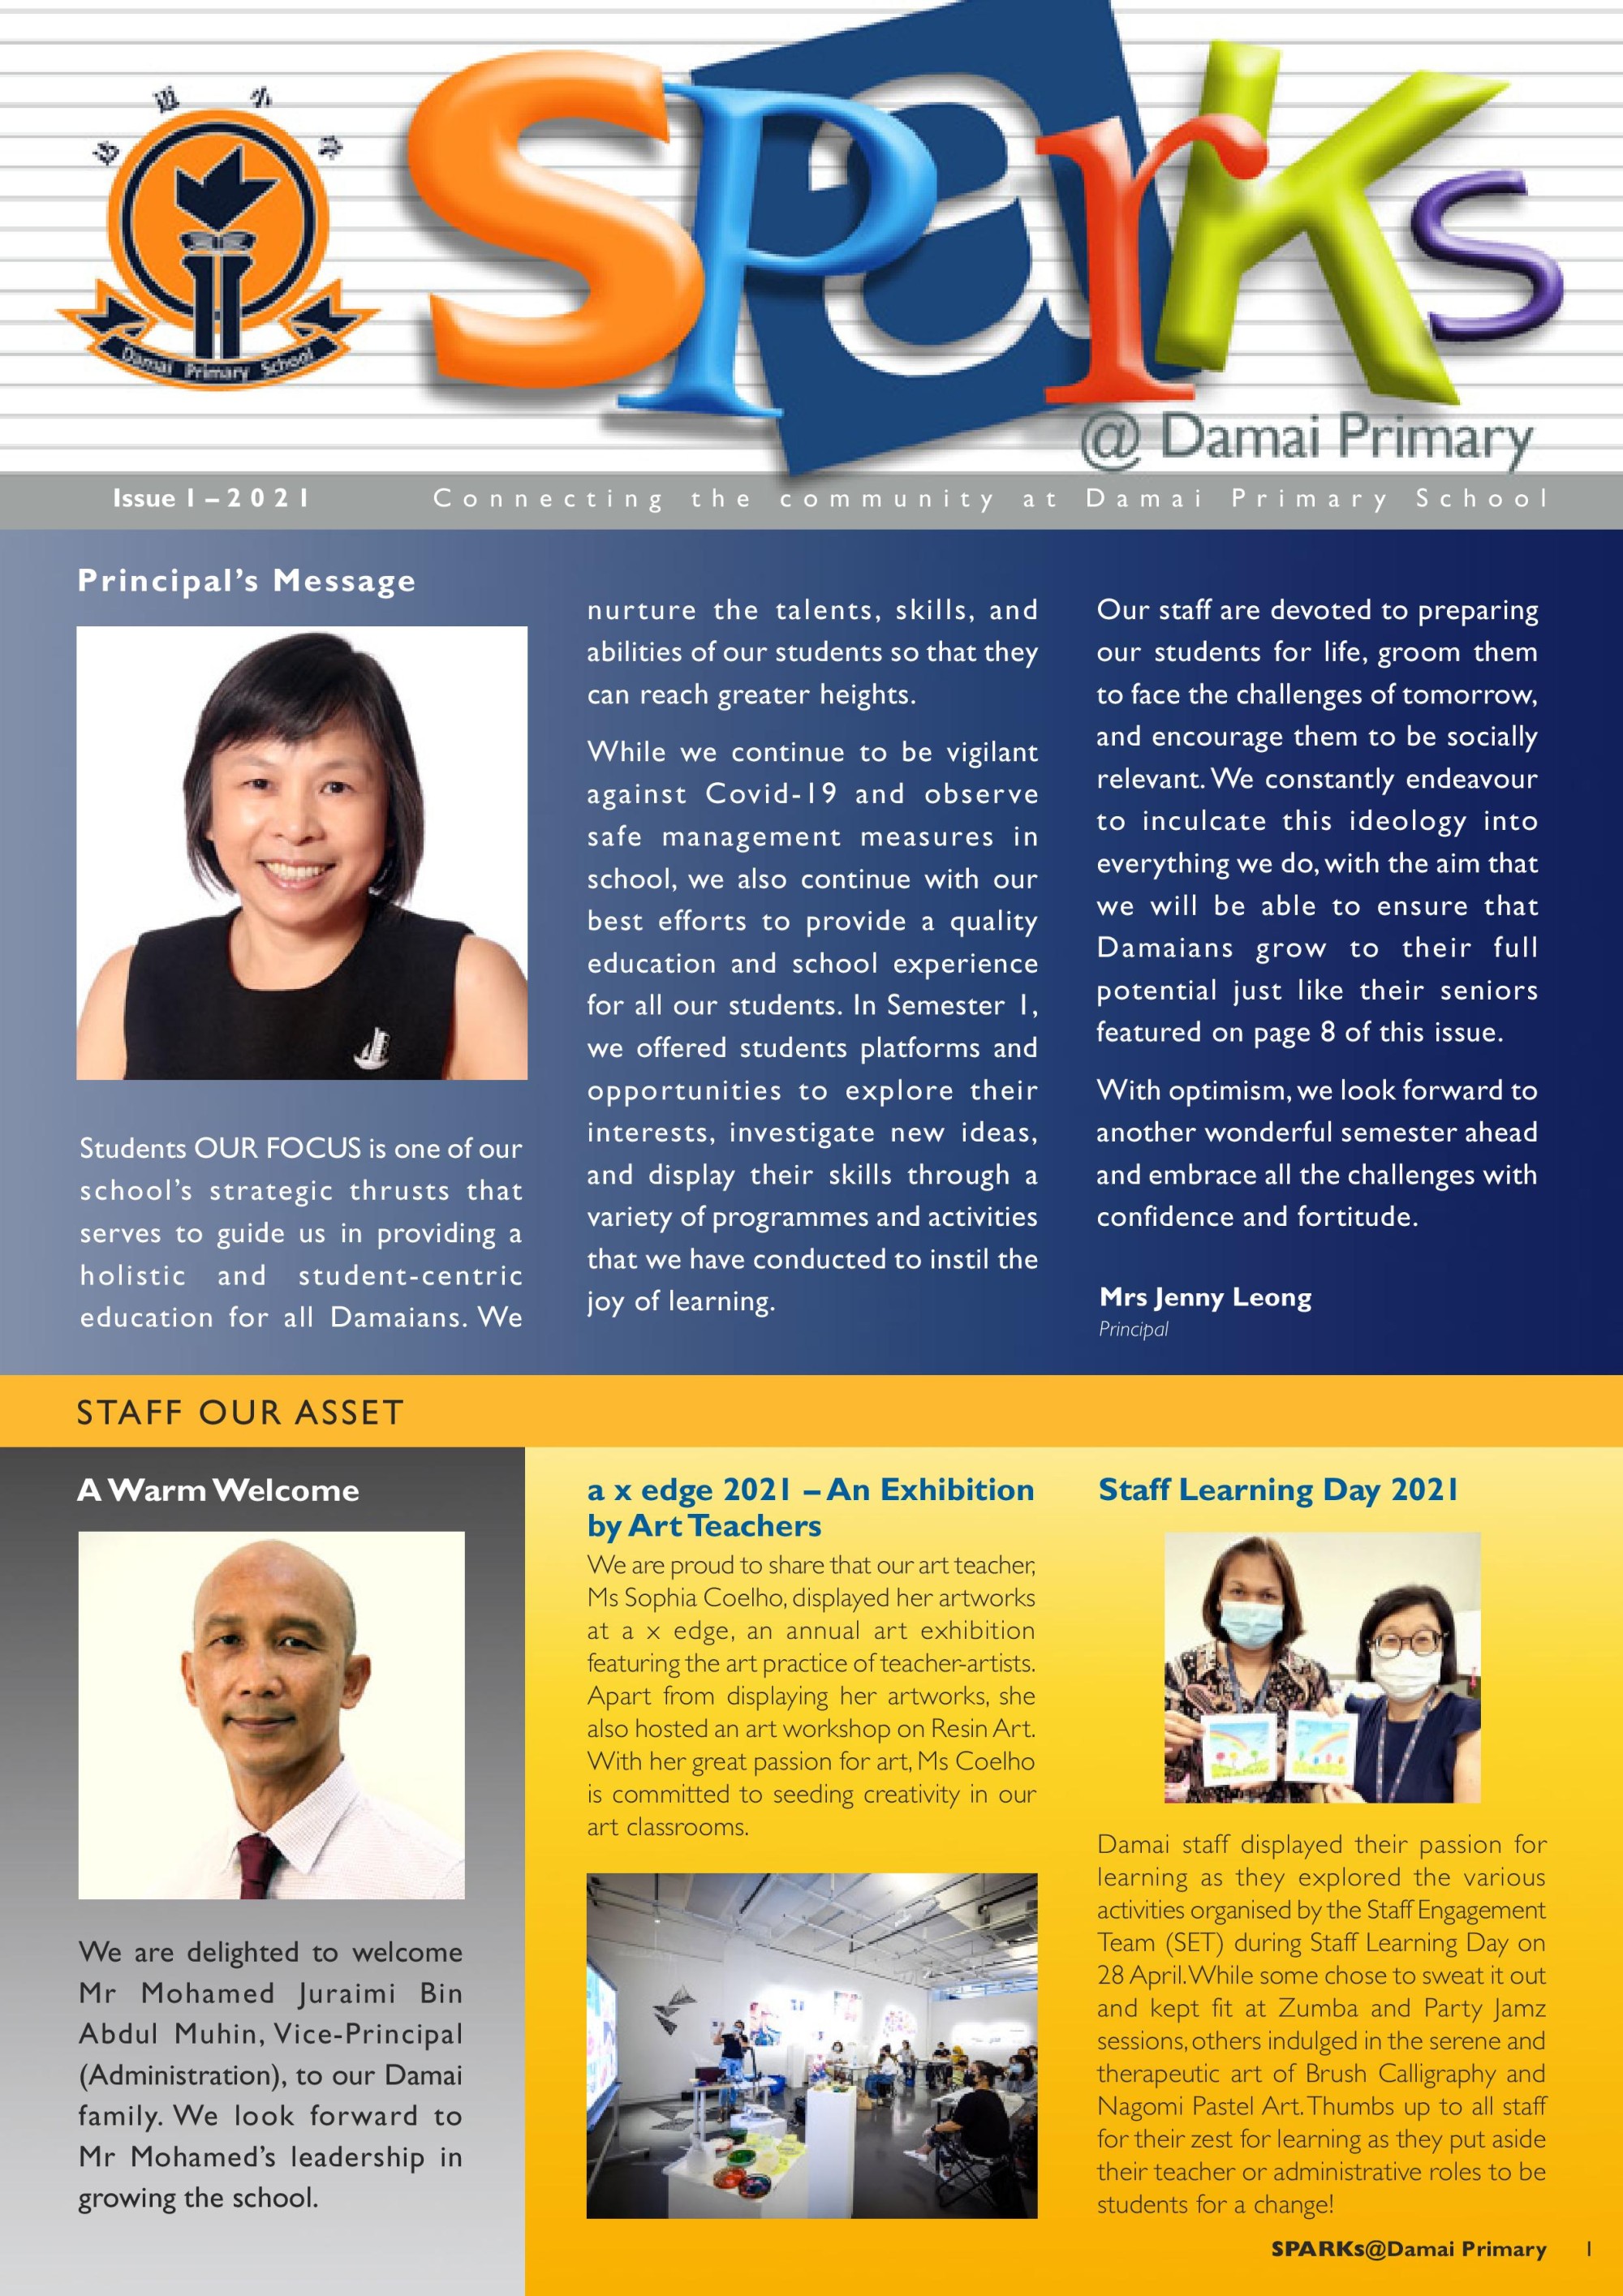 SPaRKs
@ Damai Primary
Damai Primary School
Issue 1 – 2021
Connecting the community at Damai Primary School
Principal's Message
Students OUR FOCUS is one of our
school's strategic thrusts that
serves to guide us in providing a
holistic and student-centric
education for all Damaians. We
nurture the talents, skills, and
abilities of our students so that they
can reach greater heights.
While we continue to be vigilant
against Covid-19 and observe
safe management measures in
school, we also continue with our
best efforts to provide a quality
education and school experience
for all our students. In Semester 1,
we offered students platforms and
opportunities to explore their
interests, investigate new ideas,
and display their skills through a
variety of programmes and activities
that we have conducted to instil the
joy of learning.
Our staff are devoted to preparing
our students for life, groom them
to face the challenges of tomorrow,
and encourage them to be socially
relevant. We constantly endeavour
to inculcate this ideology into
everything we do, with the aim that
we will be able to ensure that
Damaians grow to their full
potential just like their seniors
featured on page 8 of this issue.
With optimism, we look forward to
another wonderful semester ahead
and embrace all the challenges with
confidence and fortitude.
Mrs Jenny Leong
Principal
STAFF OUR ASSET
A Warm Welcome
We are delighted to welcome
Mr Mohamed Juraimi Bin
Abdul Muhin, Vice-Principal
(Administration), to our Damai
family. We look forward to
Mr Mohamed's leadership in
growing the school.
a x edge 2021 – An Exhibition
by Art Teachers
We are proud to share that our art teacher,
Ms Sophia Coelho, displayed her artworks
at a x edge, an annual art exhibition
featuring the art practice of teacher-artists.
Apart from displaying her artworks, she
also hosted an art workshop on Resin Art.
With her great passion for art, Ms Coelho
is committed to seeding creativity in our
art classrooms.
Staff Learning Day 2021
Damai staff displayed their passion for
learning as they explored the various
activities organised by the Staff Engagement
Team (SET) during Staff Learning Day on
28 April. While some chose to sweat it out
and kept fit at Zumba and Party Jamz
sessions, others indulged in the serene and
therapeutic art of Brush Calligraphy and
Nagomi Pastel Art. Thumbs up to all staff
for their zest for learning as they put aside
their teacher or administrative roles to be
students for a change!
SPARKs@Damai Primary 1